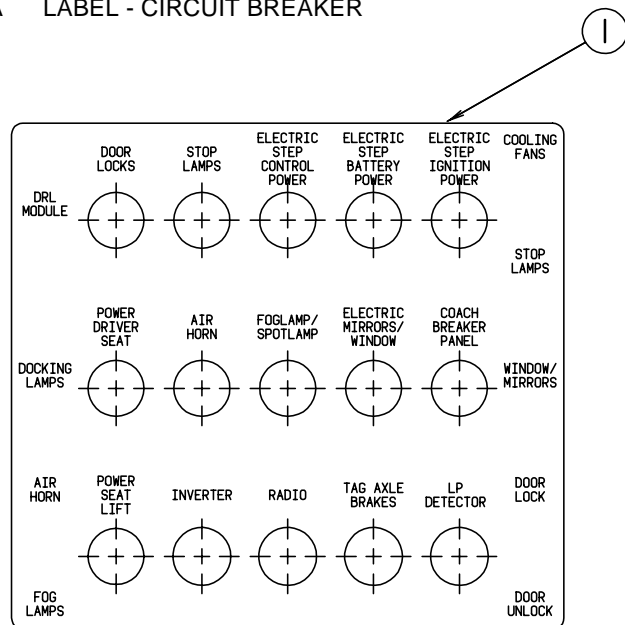 A LABEL - CIRCUIT BREAKER
1
DOOR
LOCKS
STOP
LAMPS
ELECTRIC
STEP
CONTROL
POWER
ELECTRIC
STEP
BATTERY
POWER
ELECTRIC
STEP
IGNITION
POWER
COOLING
FANS
DRL
MODULE
STOP
LAMPS
POWER
DRIVER
SEAT
AIR
HORN
FOGLAMP/
SPOTLAMP
ELECTRIC
MIRRORS/
WINDOW
COACH
BREAKER
PANEL
DOCKING
LAMPS
WINDOW/
MIRRORS
AIR
HORN
POWER
SEAT
LIFT
INVERTER
RADIO
TAG AXLE
BRAKES
LP
DETECTOR
DOOR
LOCK
FOG
LAMPS
DOOR
UNLOCK